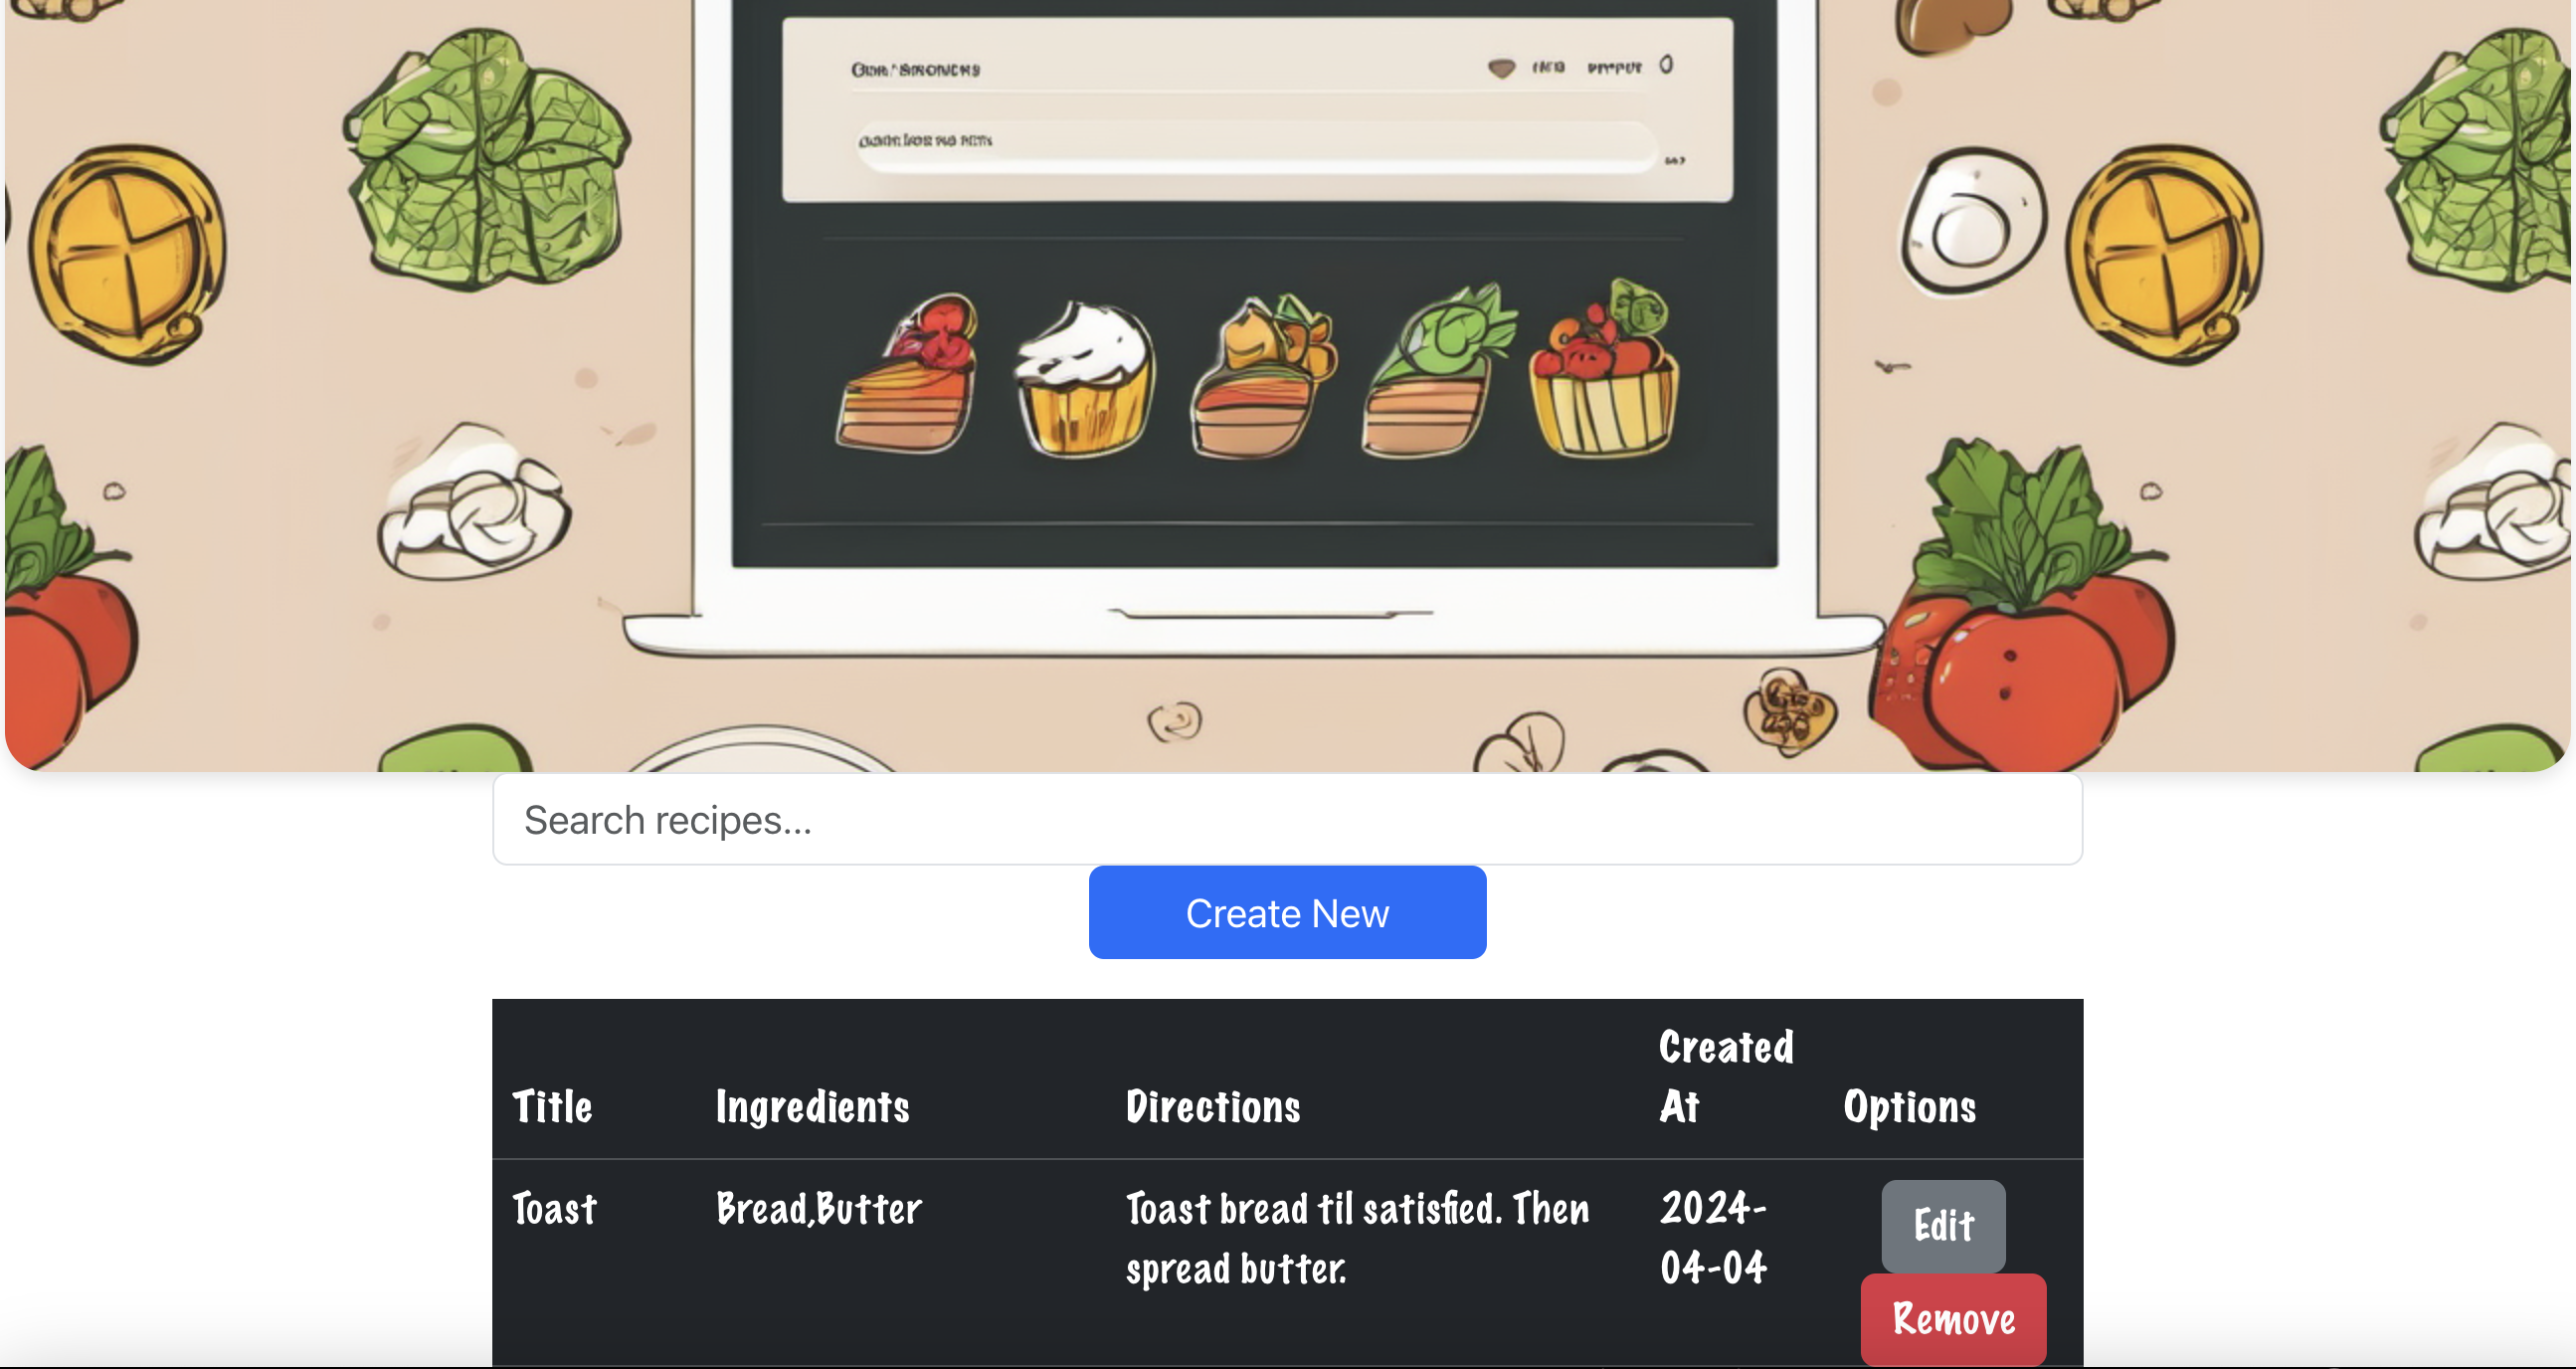 Search recipes...
Create New
Title Ingredients Directions Created At Options
Toast Bread,Butter Toast bread til satisfied. Then spread butter. 2024-04-04 Edit
Remove